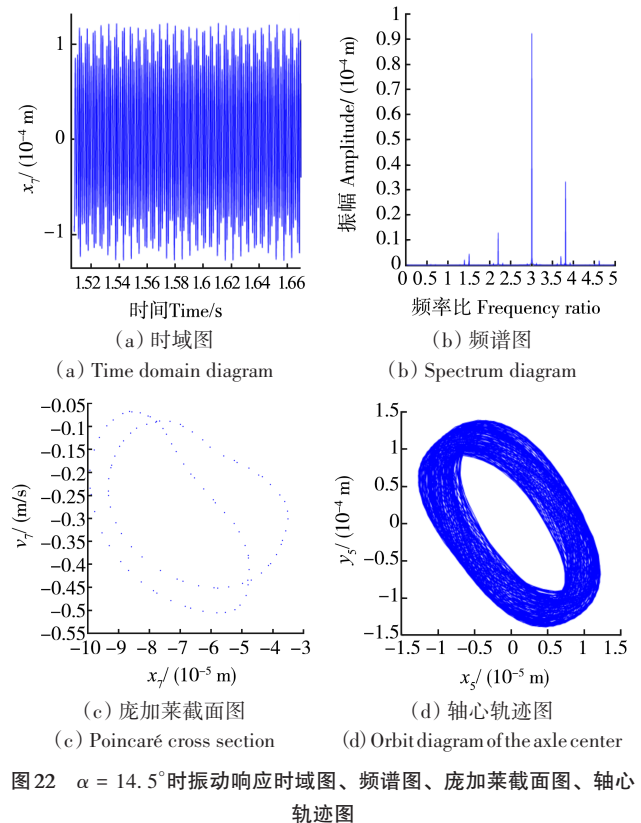 1
0
−1
x7/ (10−4 m)
1.52 1.54 1.56 1.58 1.6 1.62 1.64 1.66
时间Time/s
(a) 时域图
(a) Time domain diagram
1
0.9
0.8
0.7
0.6
0.5
0.4
0.3
0.2
0.1
0
振幅 Amplitude/ (10−4 m)
0 0.5 1 1.5 2 2.5 3 3.5 4 4.5 5
频率比 Frequency ratio
(b) 频谱图
(b) Spectrum diagram
−0.05
−0.1
−0.15
−0.2
−0.25
−0.3
−0.35
−0.4
−0.45
−0.5
−0.55
v7/ (m/s)
−10 −9 −8 −7 −6 −5 −4 −3
x7/ (10−5 m)
(c) 庞加莱截面图
(c) Poincaré cross section
1.5
1
0.5
0
−0.5
−1
−1.5
y5/ (10−4 m)
−1.5 −1 −0.5 0 0.5 1 1.5
x5/ (10−5 m)
(d) 轴心轨迹图
(d) Orbit diagram of the axle center
图22 α = 14.5°时振动响应时域图、频谱图、庞加莱截面图、轴心
轨迹图